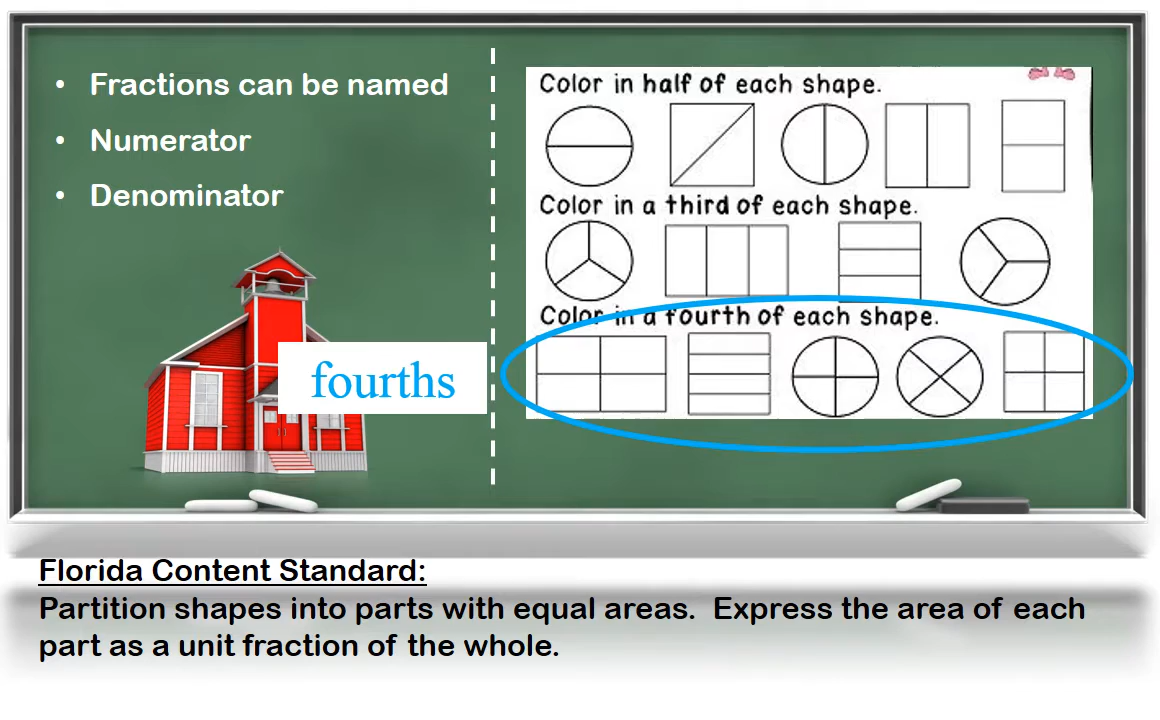 • Fractions can be named
• Numerator
• Denominator
Color in half of each shape.
Color in a third of each shape.
Color in a fourth of each shape.
fourths
Florida Content Standard:
Partition shapes into parts with equal areas.  Express the area of each
part as a unit fraction of the whole.